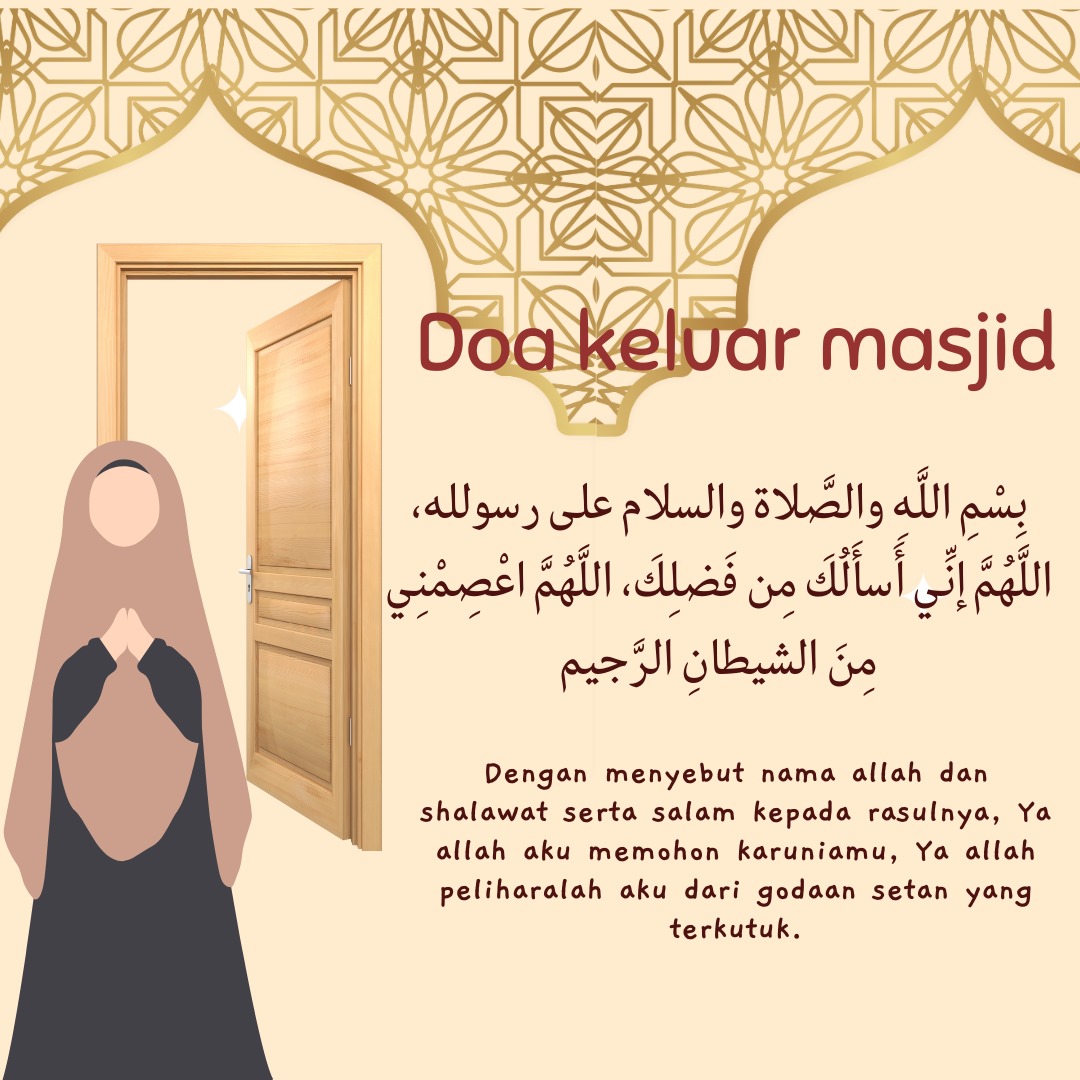 Doa keluar masjid
بِسْمِ اللَّهِ والصَّلاة والسلام على رسولله،
اللَّهُمَّ إنِّي أَسأَلُكَ مِن فَضلِكَ، اللَّهُمَّ اعْصِمْنِي
مِنَ الشيطانِ الرَّجيم
Dengan menyebut nama allah dan
shalawat serta salam kepada rasulnya, Ya
allah aku memohon karuniamu, Ya allah
peliharalah aku dari godaan setan yang
terkutuk.